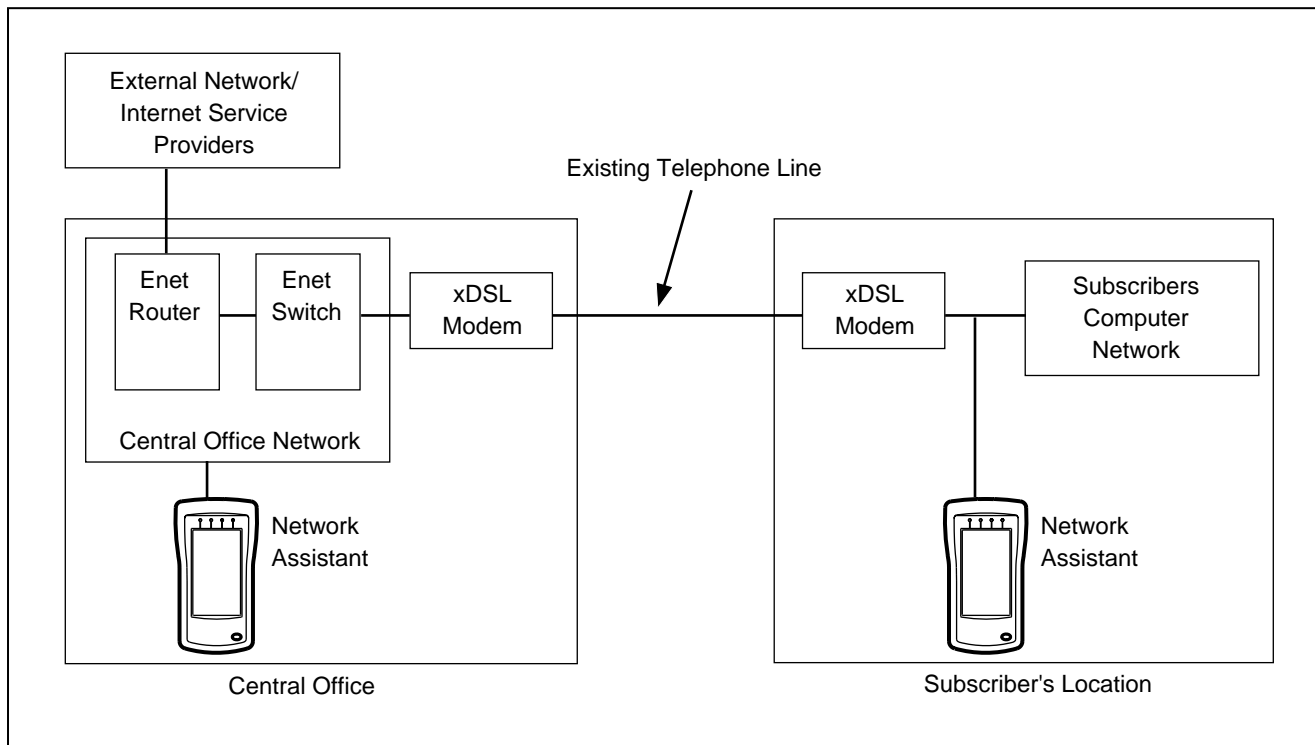 External Network/
Internet Service
Providers
Existing Telephone Line
Enet
Router
Enet
Switch
xDSL
Modem
xDSL
Modem
Subscribers
Computer
Network
Central Office Network
Network
Assistant
Network
Assistant
Central Office
Subscriber's Location